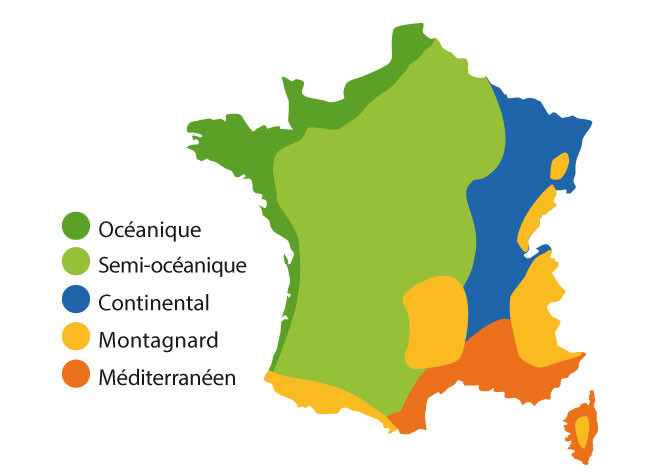 Océanique
Semi-océanique
Continental
Montagnard
Méditerranéen